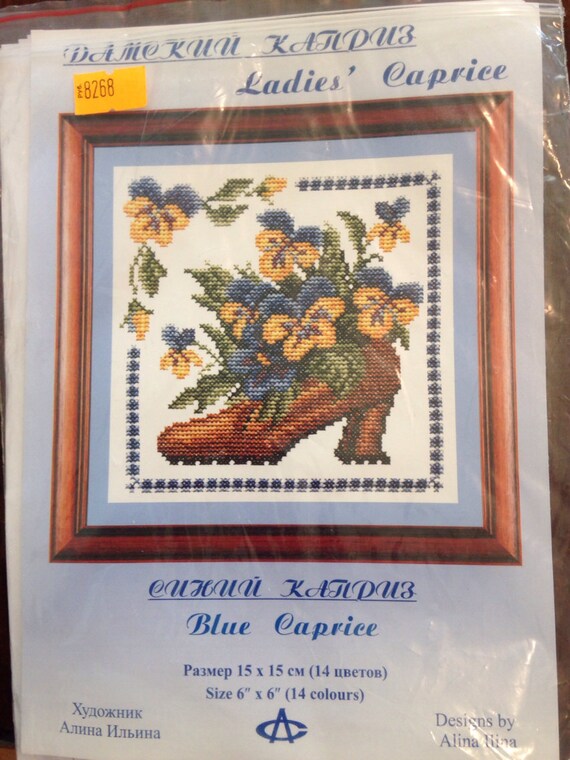 ДАМСКИЙ КАПРИЗ
Ladies' Caprice
8268
СИНИЙ КАПРИЗ
Blue Caprice
Размер 15 x 15 см (14 цветов)
Size 6" x 6" (14 colours)
Художник
Алина Ильина
Designs by
Alina Ilina